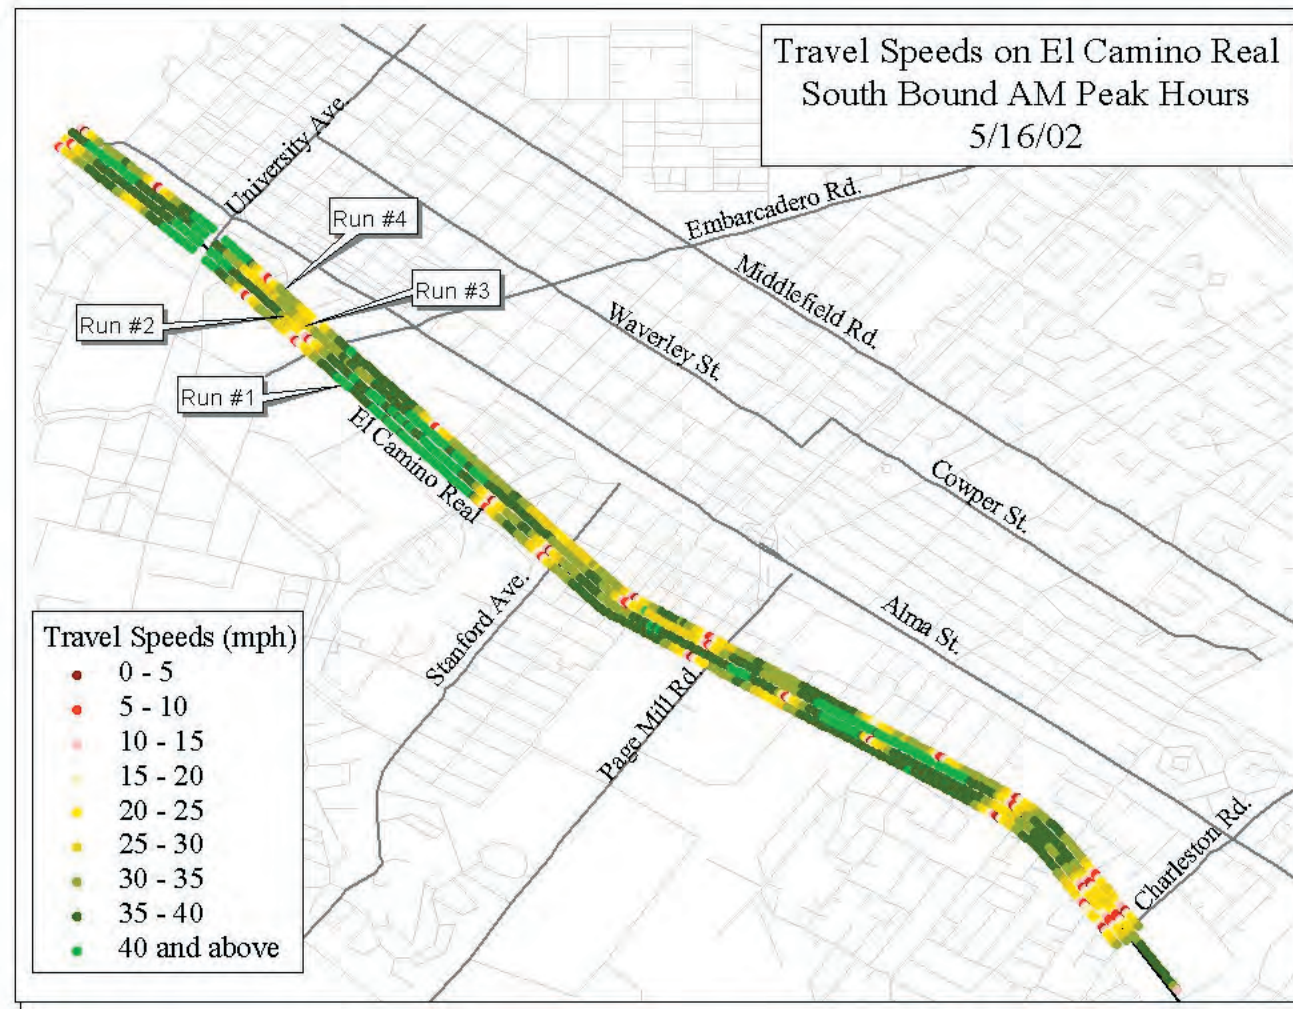 Travel Speeds on El Camino Real
South Bound AM Peak Hours
5/16/02
University Ave.
Embarcadero Rd.
Run #4
Middlefield Rd.
Run #3
Waverley St.
Run #2
Run #1
El Camino Real
Cowper St.
Stanford Ave.
Alma St.
Page Mill Rd.
Charleston Rd.
Travel Speeds (mph)
0 - 5
5 - 10
10 - 15
15 - 20
20 - 25
25 - 30
30 - 35
35 - 40
40 and above